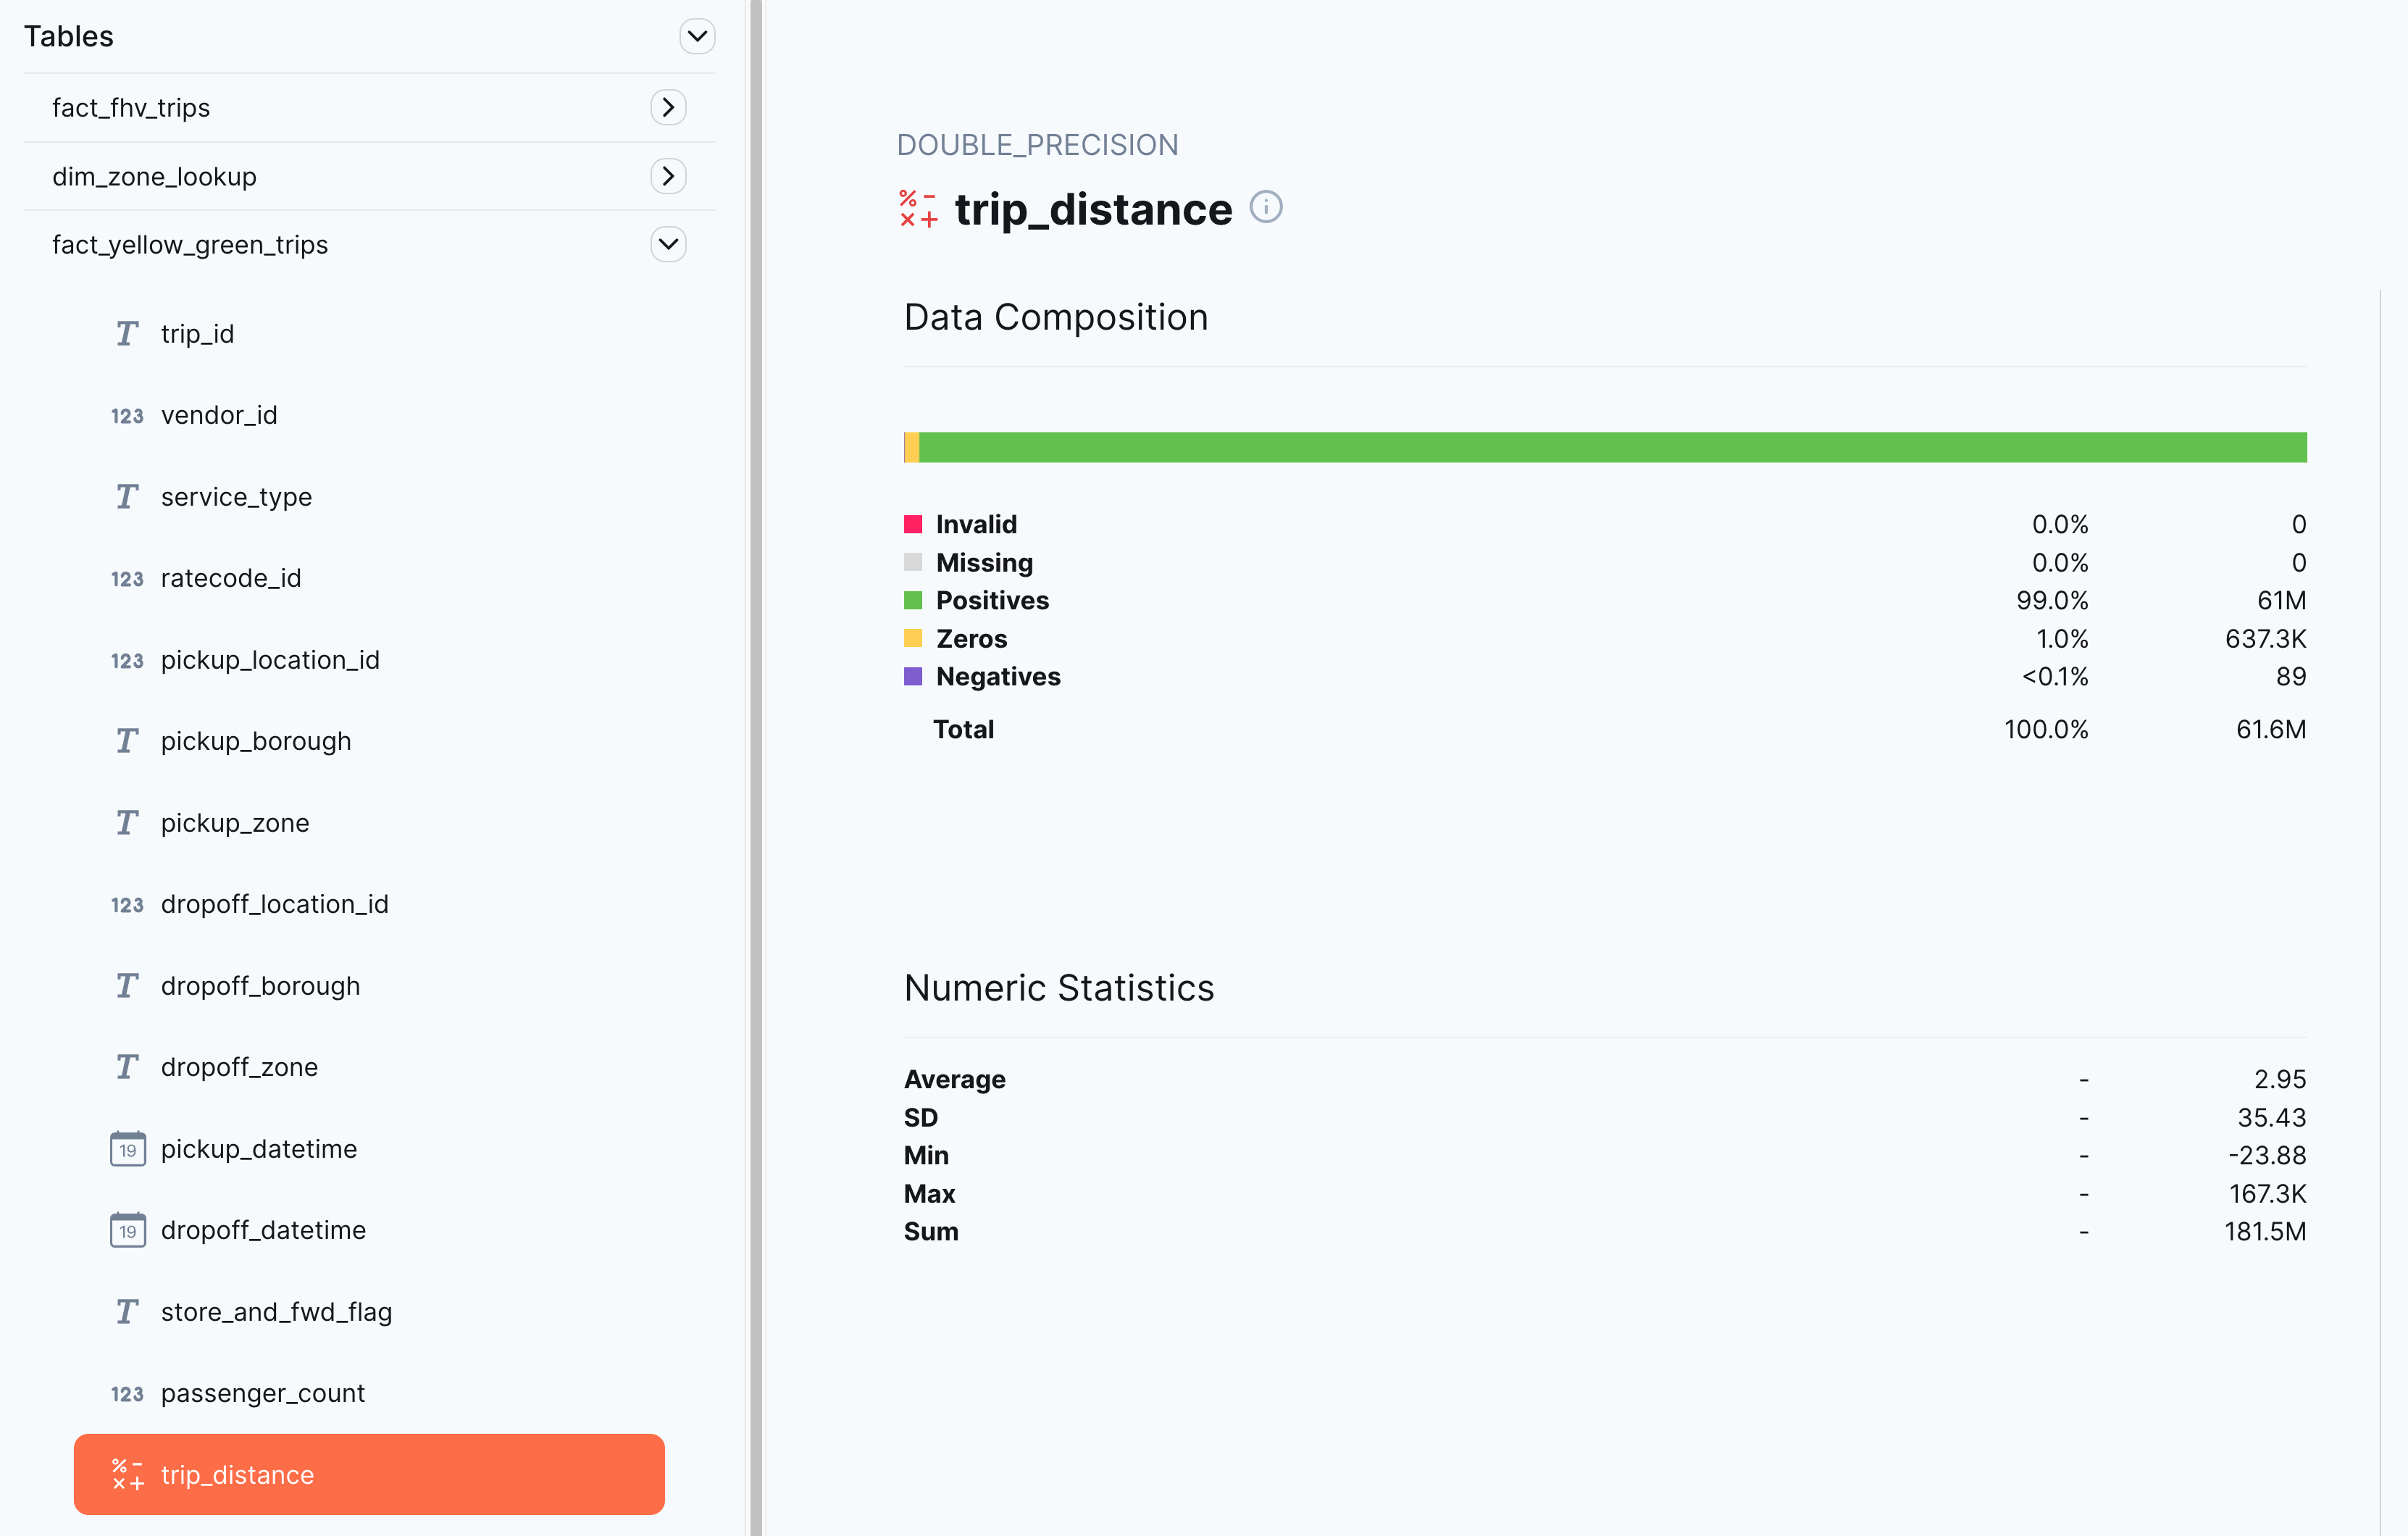 Tables
fact_fhv_trips
dim_zone_lookup
fact_yellow_green_trips
T trip_id
123 vendor_id
T service_type
123 ratecode_id
123 pickup_location_id
T pickup_borough
T pickup_zone
123 dropoff_location_id
T dropoff_borough
T dropoff_zone
19 pickup_datetime
19 dropoff_datetime
T store_and_fwd_flag
123 passenger_count
trip_distance
DOUBLE_PRECISION
trip_distance
Data Composition
Invalid 0.0% 0
Missing 0.0% 0
Positives 99.0% 61M
Zeros 1.0% 637.3K
Negatives <0.1% 89
Total 100.0% 61.6M
Numeric Statistics
Average - 2.95
SD - 35.43
Min - -23.88
Max - 167.3K
Sum - 181.5M